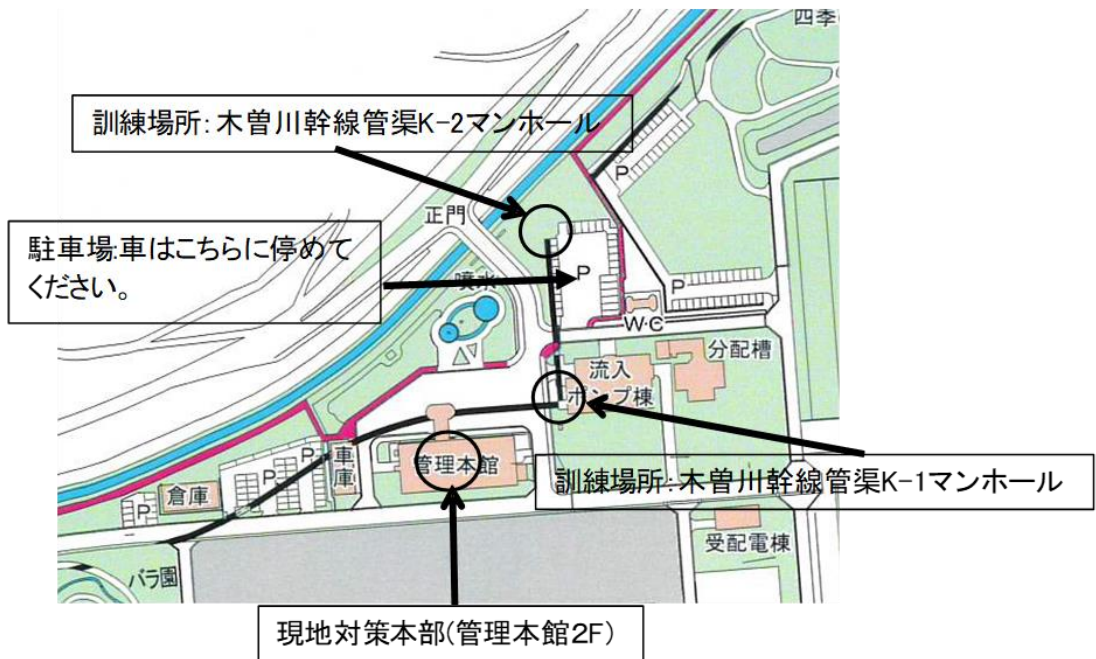 四季
訓練場所:木曽川幹線管渠K-2マンホール
P
正門
駐車場:車はこちらに停めて
ください。
噴水
P
P
W・C
分配槽
流入
ポンプ棟
車庫
管理本館
P
P
倉庫
P
訓練場所:木曽川幹線管渠K-1マンホール
受配電棟
バラ園
現地対策本部(管理本館2F)